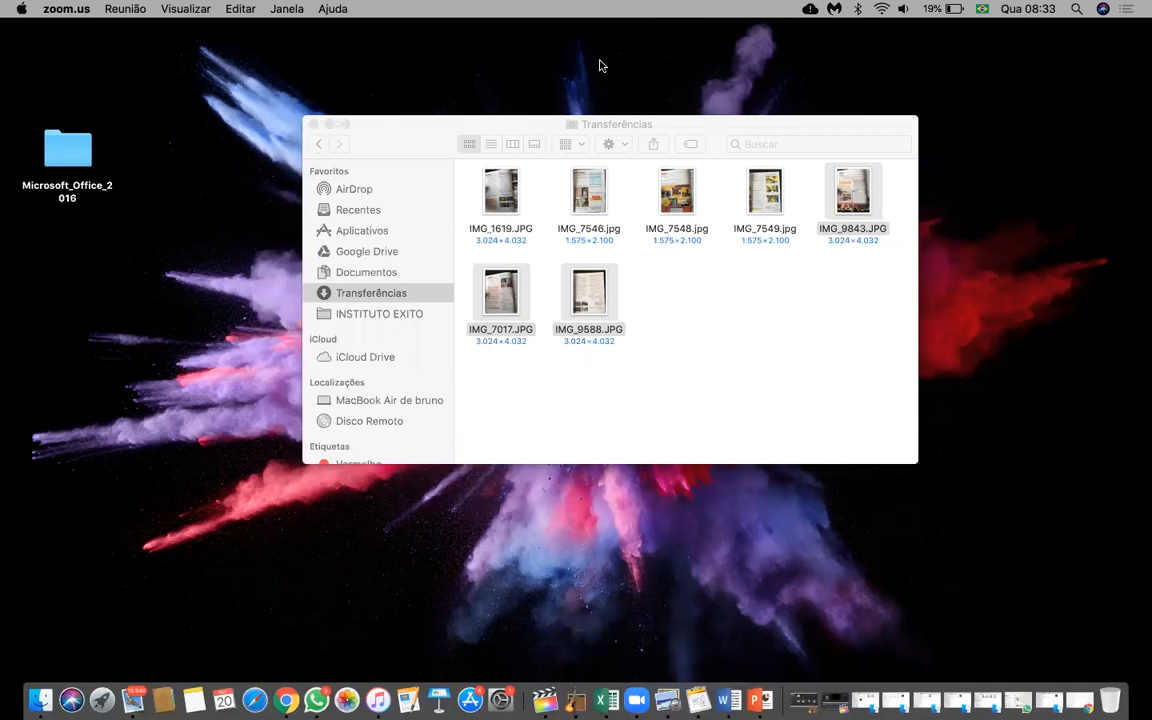 zoom.us Reunião Visualizar Editar Janela Ajuda 19% Qua 08:33
Microsoft_Office_2
016
Transferências
Buscar
Favoritos
AirDrop
Recentes
Aplicativos
Google Drive
Documentos
Transferências
INSTITUTO EXITO
iCloud
iCloud Drive
Localizações
MacBook Air de bruno
Disco Remoto
Etiquetas
Vermelho
IMG_1619.JPG IMG_7546.jpg IMG_7548.jpg IMG_7549.jpg IMG_9843.JPG
3.024×4.032 1.575×2.100 1.575×2.100 1.575×2.100 3.024×4.032
IMG_7017.JPG IMG_9588.JPG
3.024×4.032 3.024×4.032
20